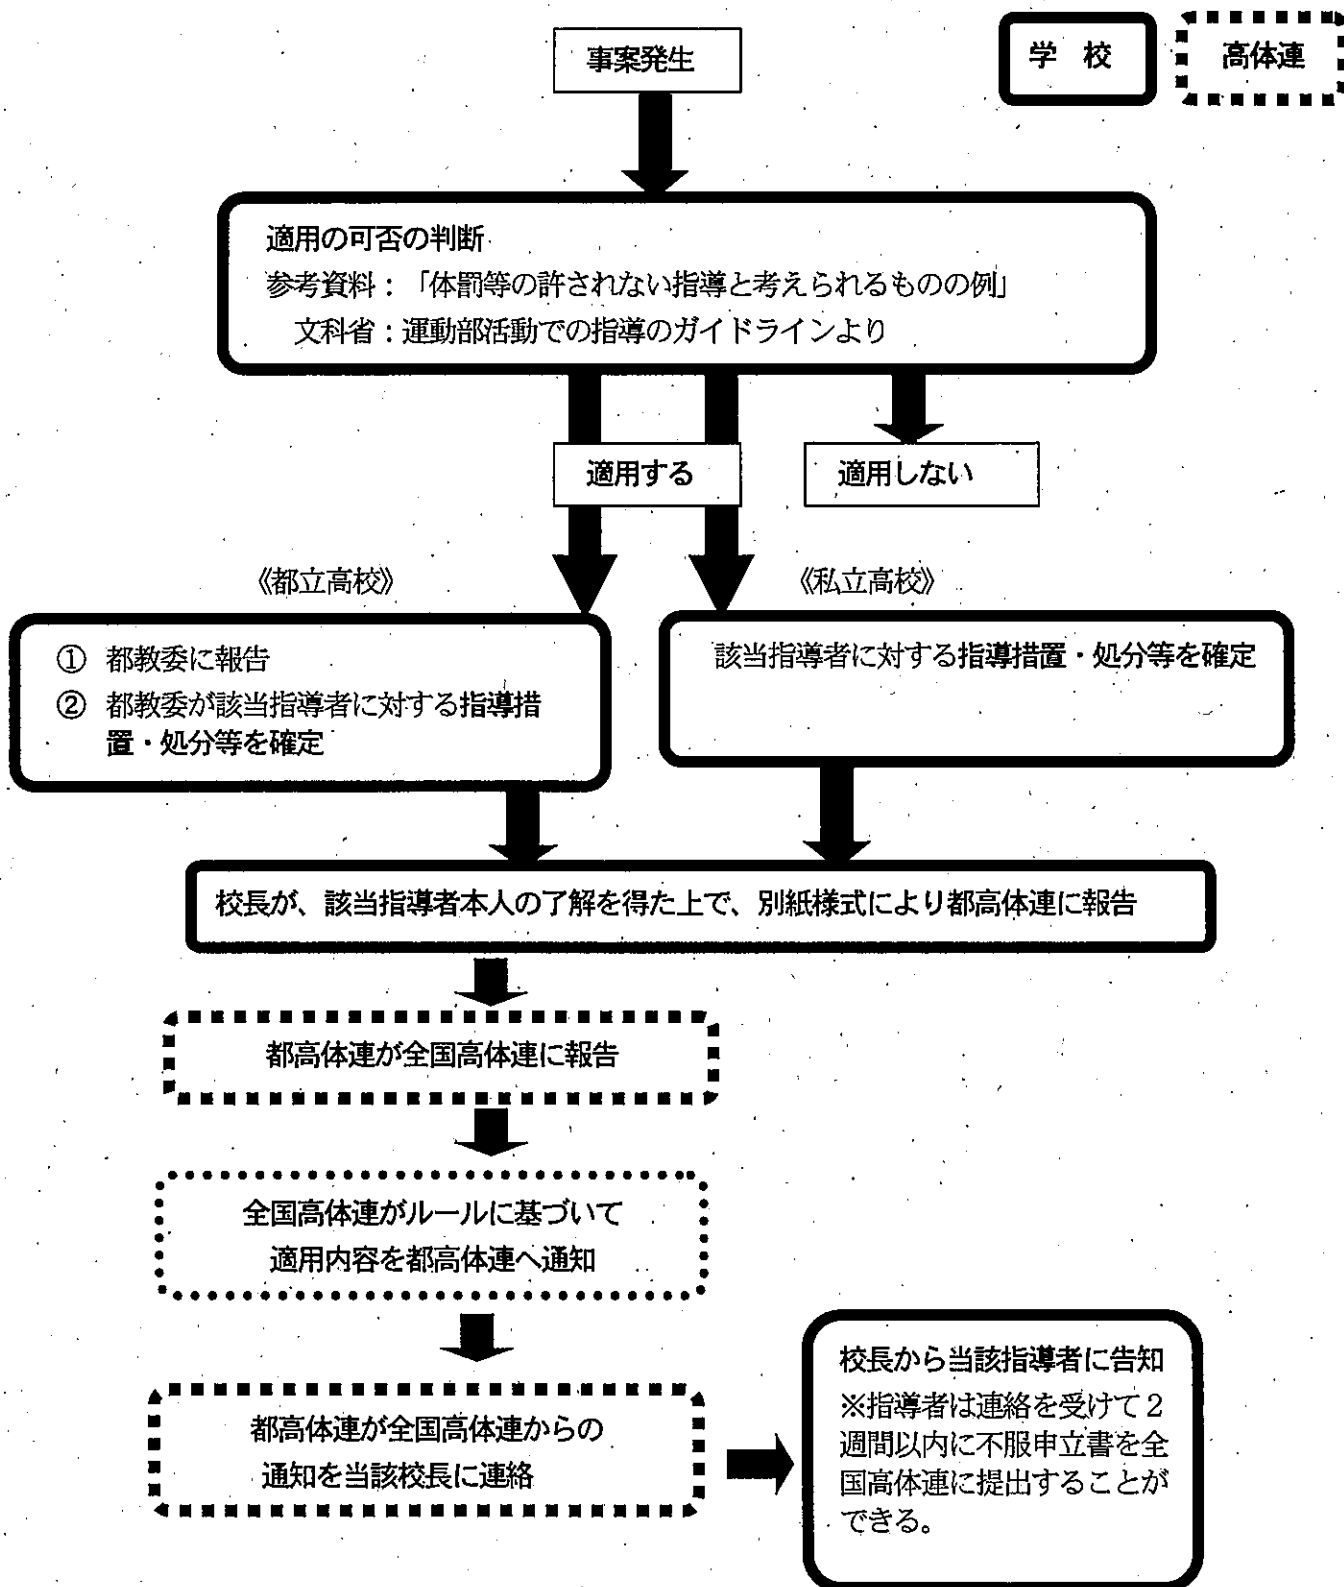 事案発生
学 校
高体連
適用の可否の判断
参考資料：「体罰等の許されない指導と考えられるものの例」
文科省：運動部活動での指導のガイドラインより
適用する
適用しない
《都立高校》
《私立高校》
① 都教委に報告
② 都教委が該当指導者に対する指導措
置・処分等を確定
該当指導者に対する指導措置・処分等を確定
校長が、該当指導者本人の了解を得た上で、別紙様式により都高体連に報告
都高体連が全国高体連に報告
全国高体連がルールに基づいて
適用内容を都高体連へ通知
都高体連が全国高体連からの
通知を当該校長に連絡
校長から当該指導者に告知
※指導者は連絡を受けて２
週間以内に不服申立書を全
国高体連に提出することが
できる。